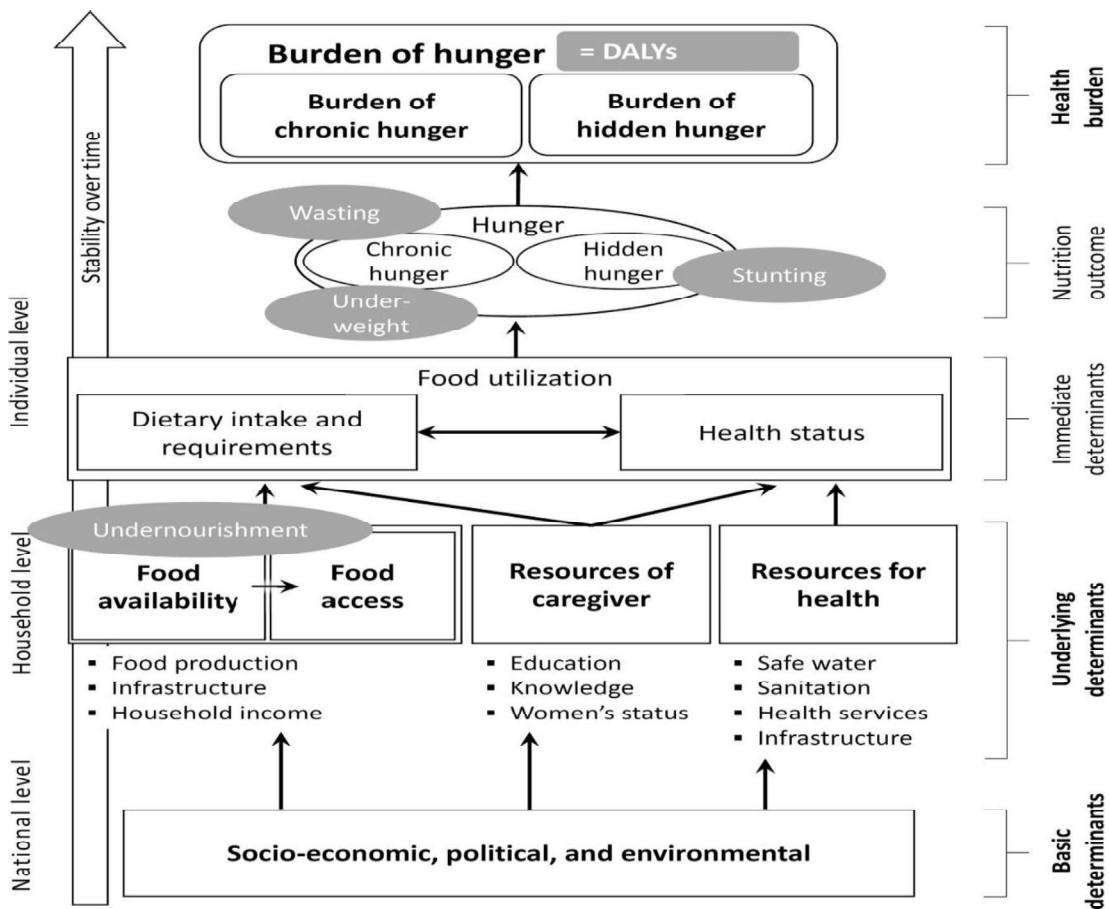 Burden of hunger
= DALYs
Burden of
chronic hunger
Burden of
hidden hunger
Health
burden
Stability over time
Wasting
Hunger
Chronic
hunger
Hidden
hunger
Stunting
Under-
weight
Nutrition
outcome
Individual level
Food utilization
Dietary intake and
requirements
Health status
Immediate
determinants
Undernourishment
Household level
Food
availability
Food
access
Resources of
caregiver
Resources for
health
▪ Food production
▪ Infrastructure
▪ Household income
▪ Education
▪ Knowledge
▪ Women's status
▪ Safe water
▪ Sanitation
▪ Health services
▪ Infrastructure
Underlying
determinants
National level
Socio-economic, political, and environmental
Basic
determinants